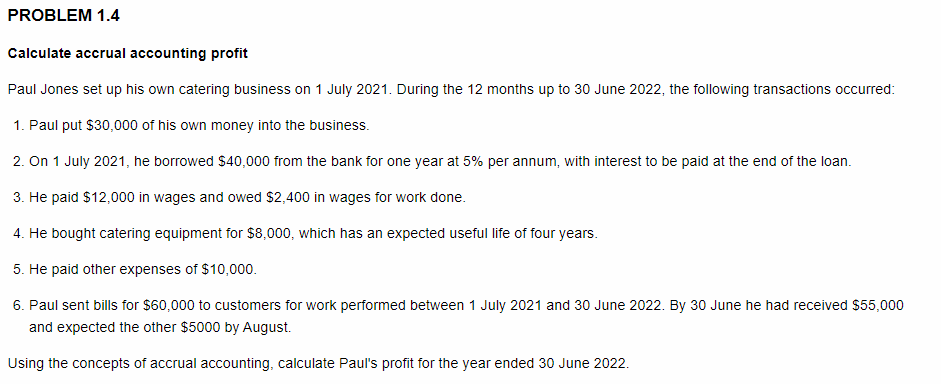 PROBLEM 1.4
Calculate accrual accounting profit
Paul Jones set up his own catering business on 1 July 2021. During the 12 months up to 30 June 2022, the following transactions occurred:
1. Paul put $30,000 of his own money into the business.
2. On 1 July 2021, he borrowed $40,000 from the bank for one year at 5% per annum, with interest to be paid at the end of the loan.
3. He paid $12,000 in wages and owed $2,400 in wages for work done.
4. He bought catering equipment for $8,000, which has an expected useful life of four years.
5. He paid other expenses of $10,000.
6. Paul sent bills for $60,000 to customers for work performed between 1 July 2021 and 30 June 2022. By 30 June he had received $55,000
and expected the other $5000 by August.
Using the concepts of accrual accounting, calculate Paul's profit for the year ended 30 June 2022.